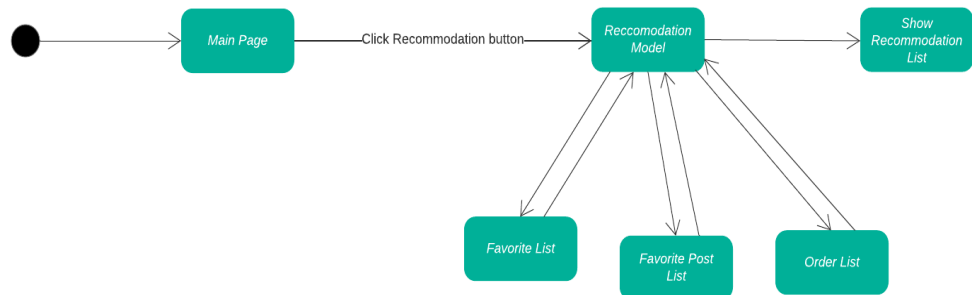 Main Page
Click Recommodation button
Reccomodation
Model
Show
Recommodation
List
Favorite List
Favorite Post
List
Order List